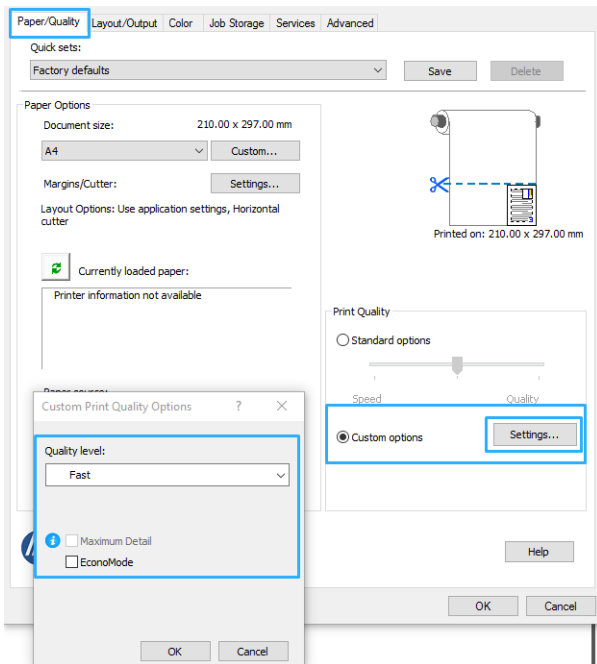 Paper/Quality Layout/Output Color Job Storage Services Advanced
Quick sets:
Factory defaults Save Delete
Paper Options
Document size: 210.00 x 297.00 mm
A4 Custom...
Margins/Cutter: Settings...
Layout Options: Use application settings, Horizontal
cutter
Printed on: 210.00 x 297.00 mm
Currently loaded paper:
Printer information not available
Print Quality
Standard options
Speed Quality
Custom options Settings...
Paper source:
Custom Print Quality Options ? ×
Quality level:
Fast
Maximum Detail
EconoMode
OK Cancel
Help
OK Cancel